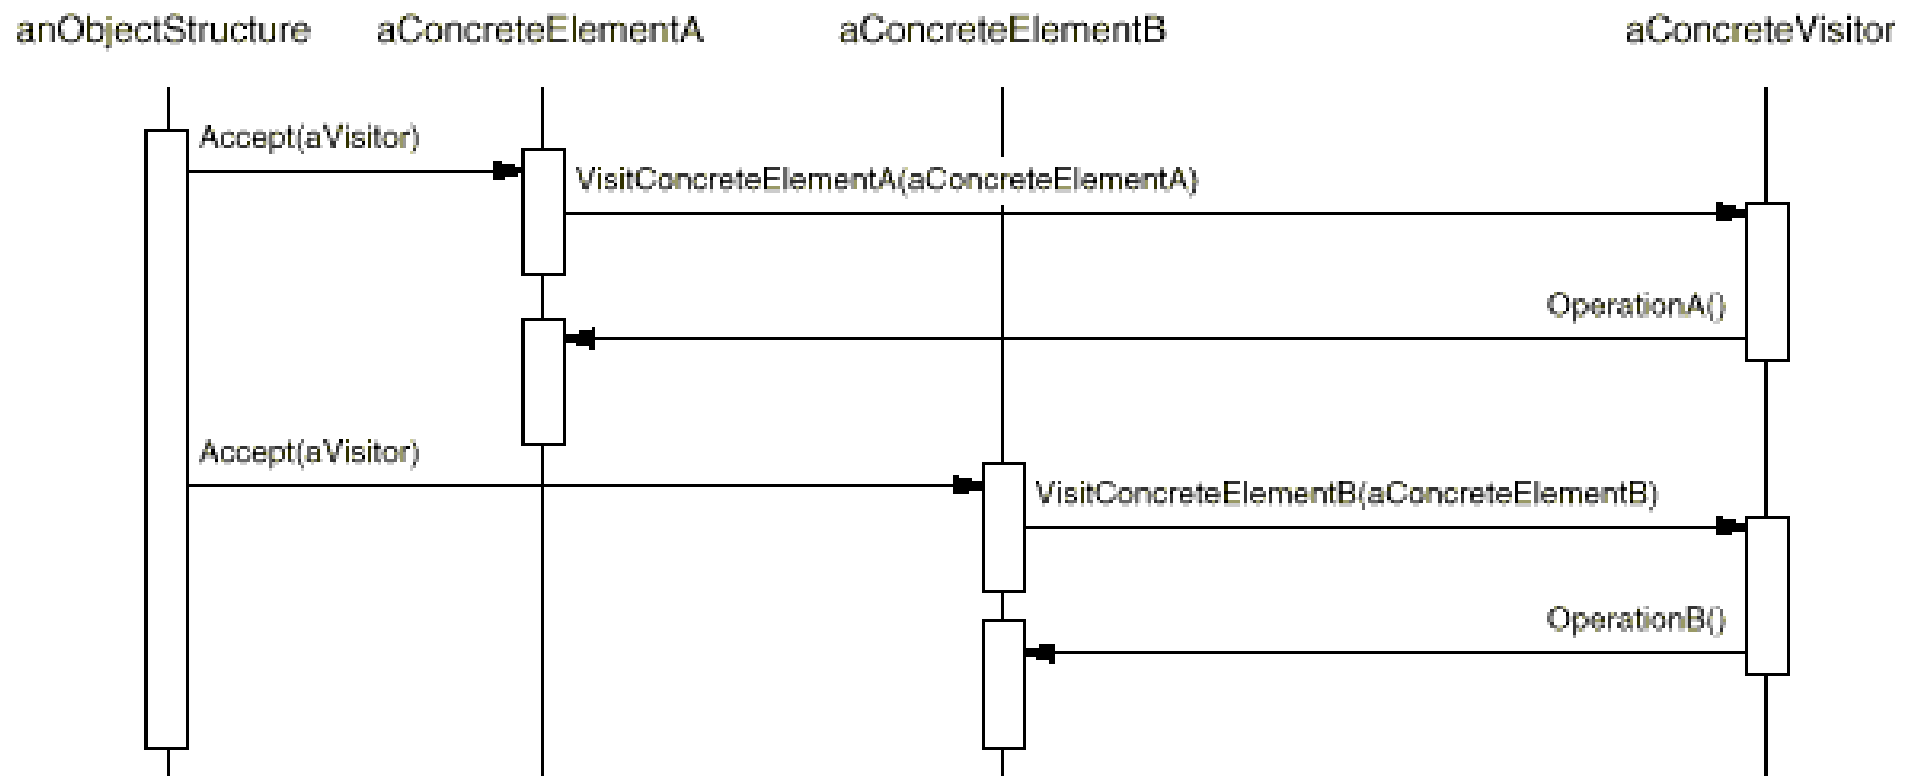 anObjectStructure aConcreteElementA aConcreteElementB aConcreteVisitor
Accept(aVisitor)
VisitConcreteElementA(aConcreteElementA)
OperationA()
Accept(aVisitor)
VisitConcreteElementB(aConcreteElementB)
OperationB()